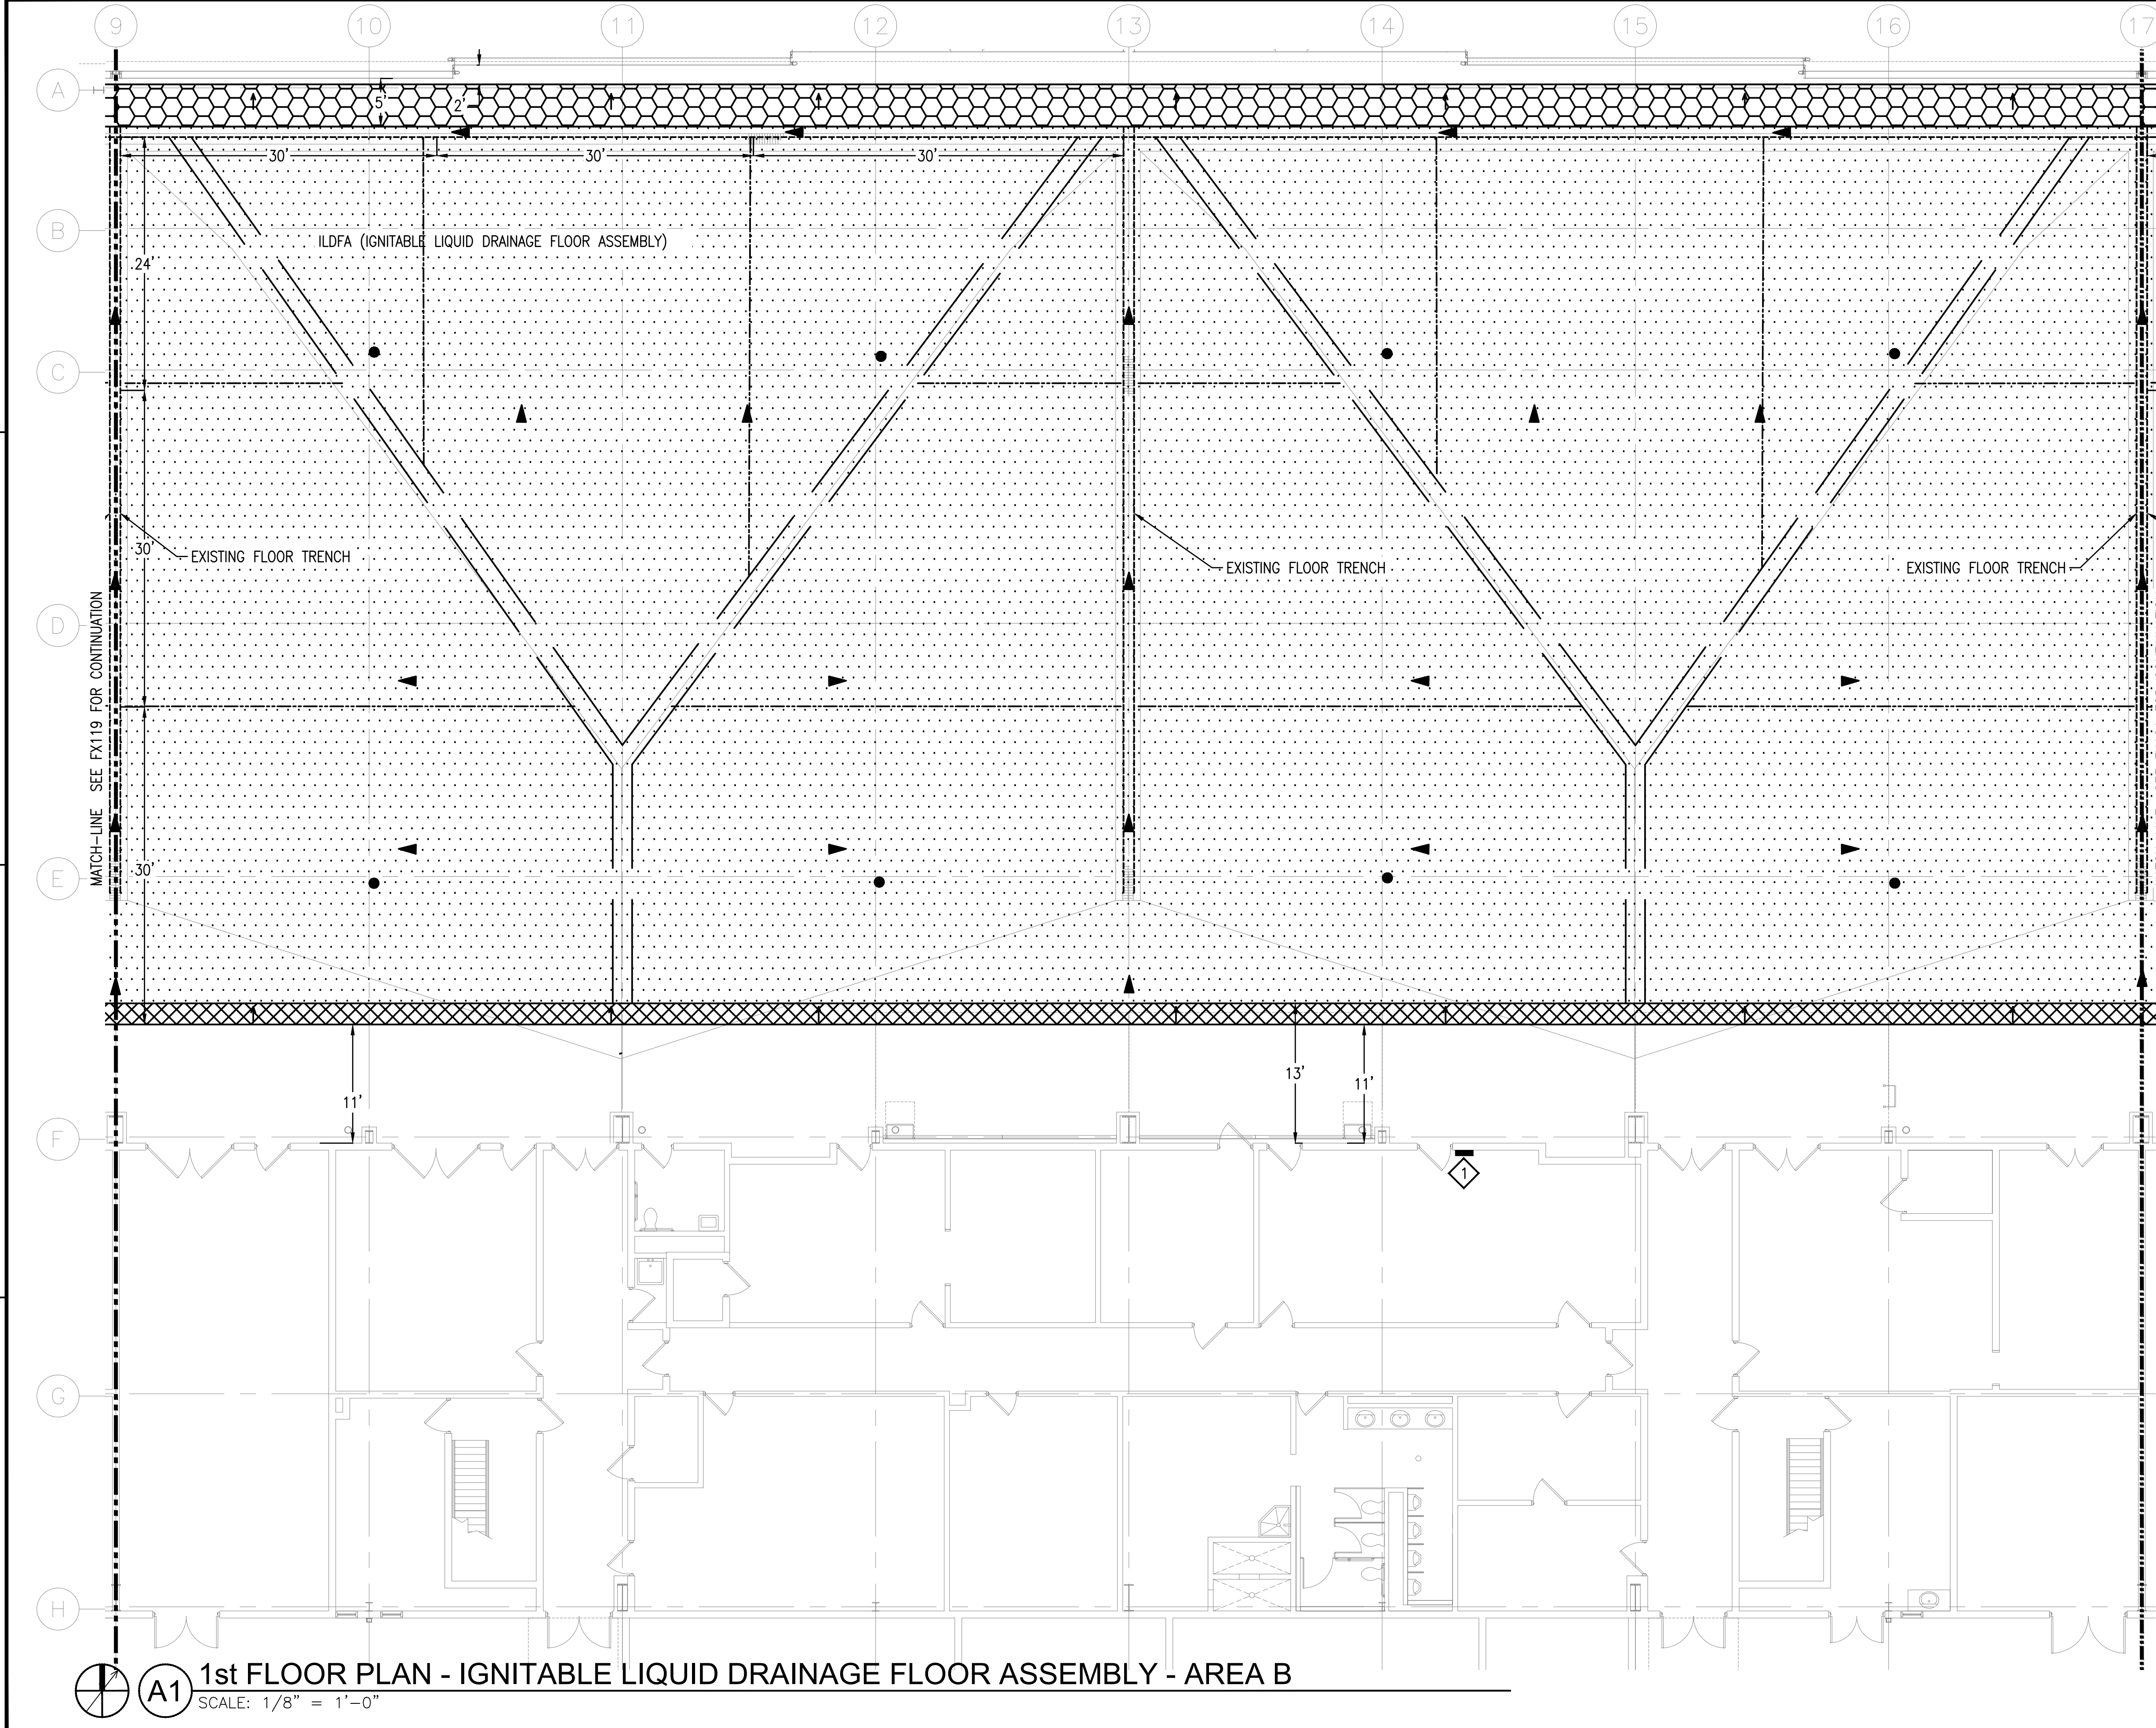 9 10 11 12 13 14 15 16 17
A
5'
2'
30' 30' 30'
B
ILDFA (IGNITABLE LIQUID DRAINAGE FLOOR ASSEMBLY)
24'
C
30'
EXISTING FLOOR TRENCH
EXISTING FLOOR TRENCH
EXISTING FLOOR TRENCH
D
MATCH-LINE SEE FX119 FOR CONTINUATION
30'
E
13'
11'
11'
F
1
G
H
A1
1st FLOOR PLAN - IGNITABLE LIQUID DRAINAGE FLOOR ASSEMBLY - AREA B
SCALE: 1/8" = 1'-0"